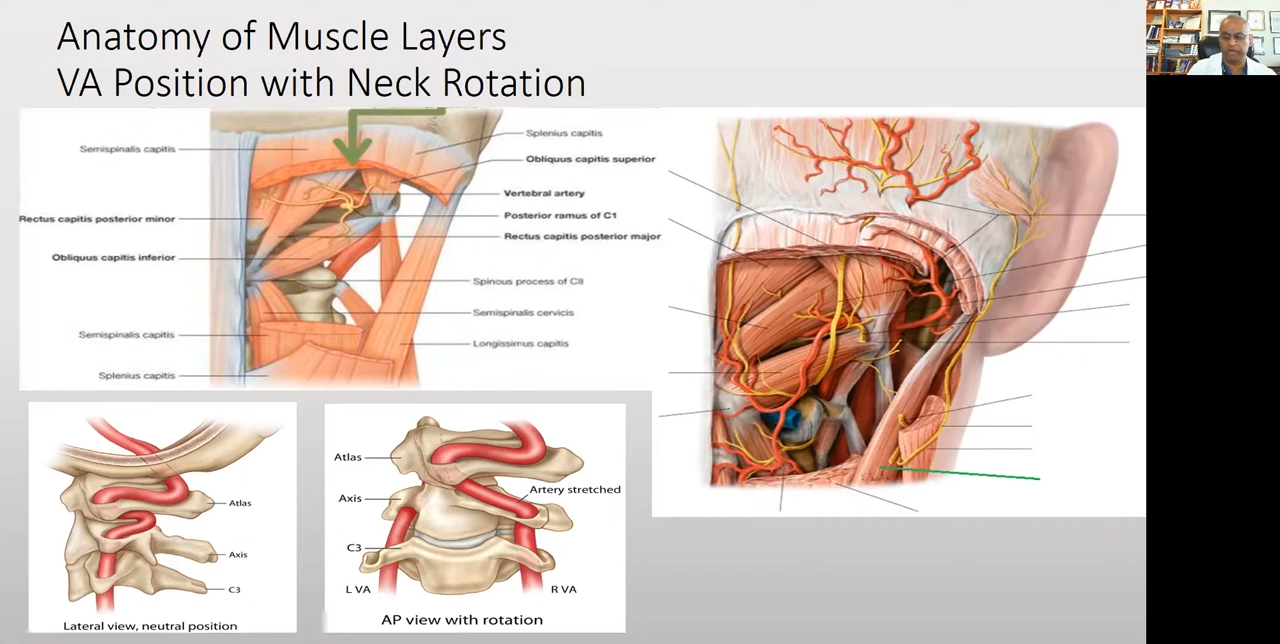 Anatomy of Muscle Layers
VA Position with Neck Rotation
Semispinalis capitis
Rectus capitis posterior minor
Obliquus capitis inferior
Semispinalis capitis
Splenius capitis
Splenius capitis
Obliquus capitis superior
Vertebral artery
Posterior ramus of C1
Rectus capitis posterior major
Spinous process of CII
Semispinalis cervicis
Longissimus capitis
Atlas
Axis
C3
Lateral view, neutral position
Atlas
Axis
Artery stretched
C3
L VA
R VA
AP view with rotation